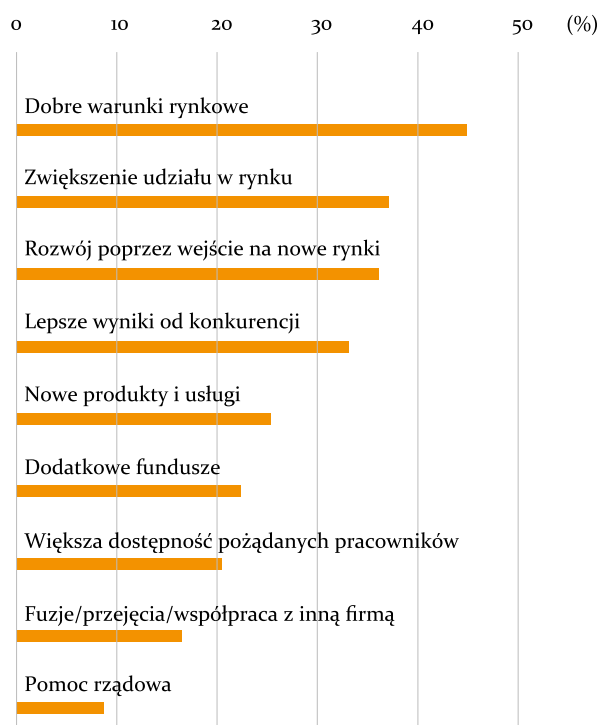 0 10 20 30 40 50 (%)
Dobre warunki rynkowe
Zwiększenie udziału w rynku
Rozwój poprzez wejście na nowe rynki
Lepsze wyniki od konkurencji
Nowe produkty i usługi
Dodatkowe fundusze
Większa dostępność pożądanych pracowników
Fuzje/przejęcia/współpraca z inną firmą
Pomoc rządowa